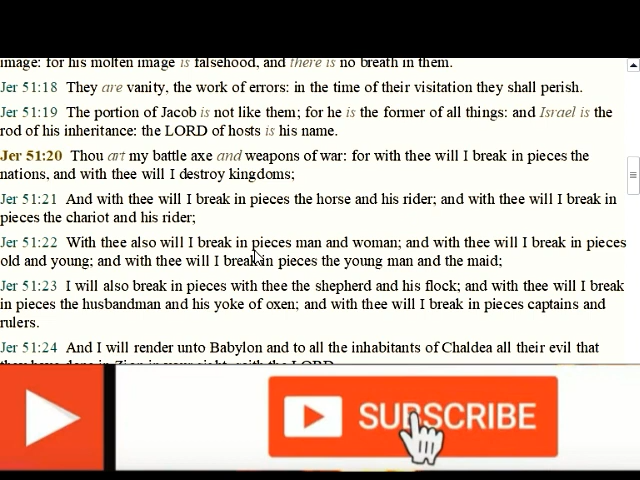 image: for his molten image is falsehood, and there is no breath in them.
Jer 51:18 They are vanity, the work of errors: in the time of their visitation they shall perish.
Jer 51:19 The portion of Jacob is not like them; for he is the former of all things: and Israel is the
rod of his inheritance: the LORD of hosts is his name.
Jer 51:20 Thou art my battle axe and weapons of war: for with thee will I break in pieces the
nations, and with thee will I destroy kingdoms;
Jer 51:21 And with thee will I break in pieces the horse and his rider; and with thee will I break in
pieces the chariot and his rider;
Jer 51:22 With thee also will I break in pieces man and woman; and with thee will I break in pieces
old and young; and with thee will I break in pieces the young man and the maid;
Jer 51:23 I will also break in pieces with thee the shepherd and his flock; and with thee will I break
in pieces the husbandman and his yoke of oxen; and with thee will I break in pieces captains and
rulers.
Jer 51:24 And I will render unto Babylon and to all the inhabitants of Chaldea all their evil that
they have done in Zion in your sight, saith the LORD.
SUBSCRIBE